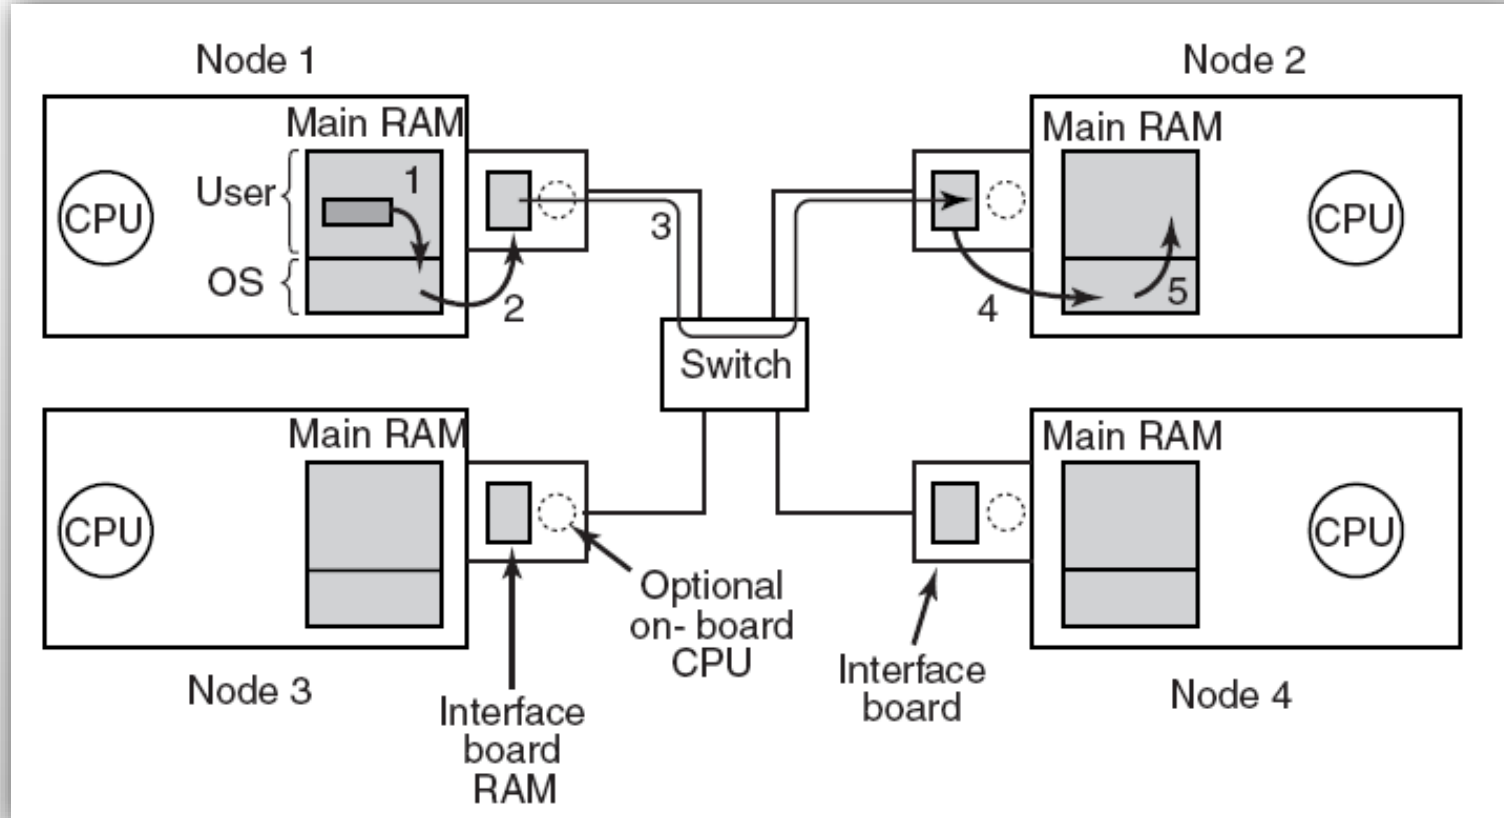 Node 1
Node 2
Main RAM
Main RAM
User
1
CPU
CPU
3
OS
2
4
5
Switch
Main RAM
Main RAM
CPU
CPU
Optional
on- board
CPU
Interface
board
Node 3
Node 4
Interface
board
RAM